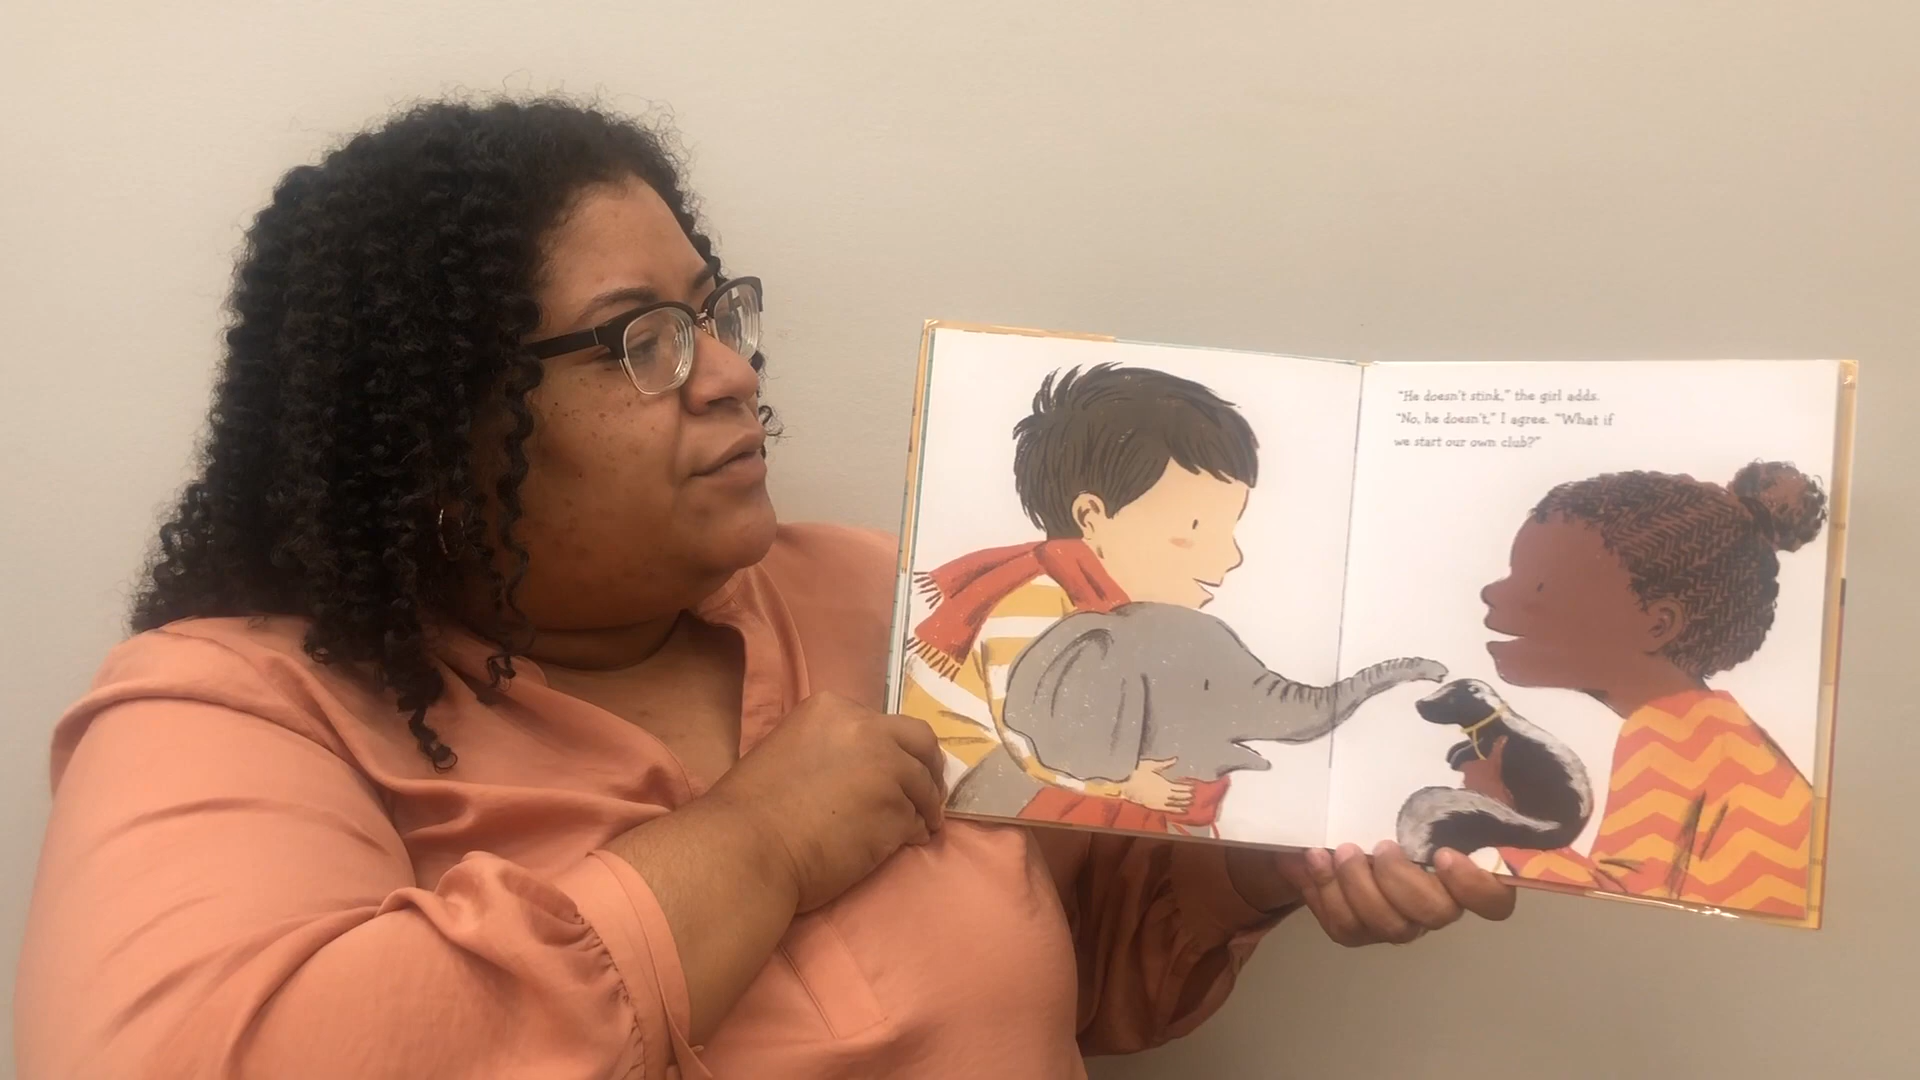 "He doesn't stink," the girl adds.
"No, he doesn't," I agree. "What if
we start our own club?"